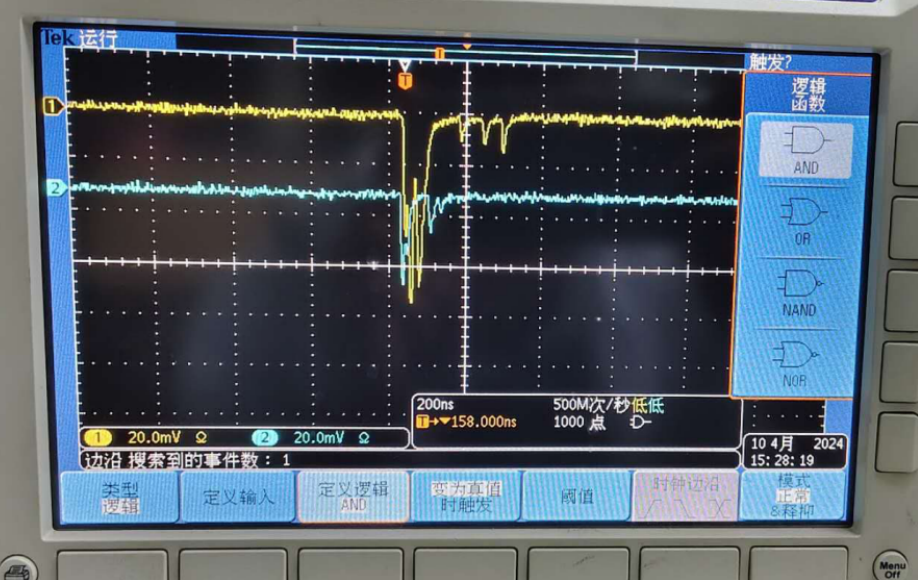 Tek 运行
触发?
T
T
1
2
逻辑
函数
AND
OR
NAND
NOR
200ns
500M次/秒低低
T→▼158.000ns
1000 点
1 20.0mV Ω
2 20.0mV Ω
边沿 搜索到的事件数: 1
10 4月 2024
15:28:19
类型
逻辑
定义输入
定义逻辑
AND
变为真值
时触发
阈值
时钟边沿
模式
正常
&释抑
Menu
Off